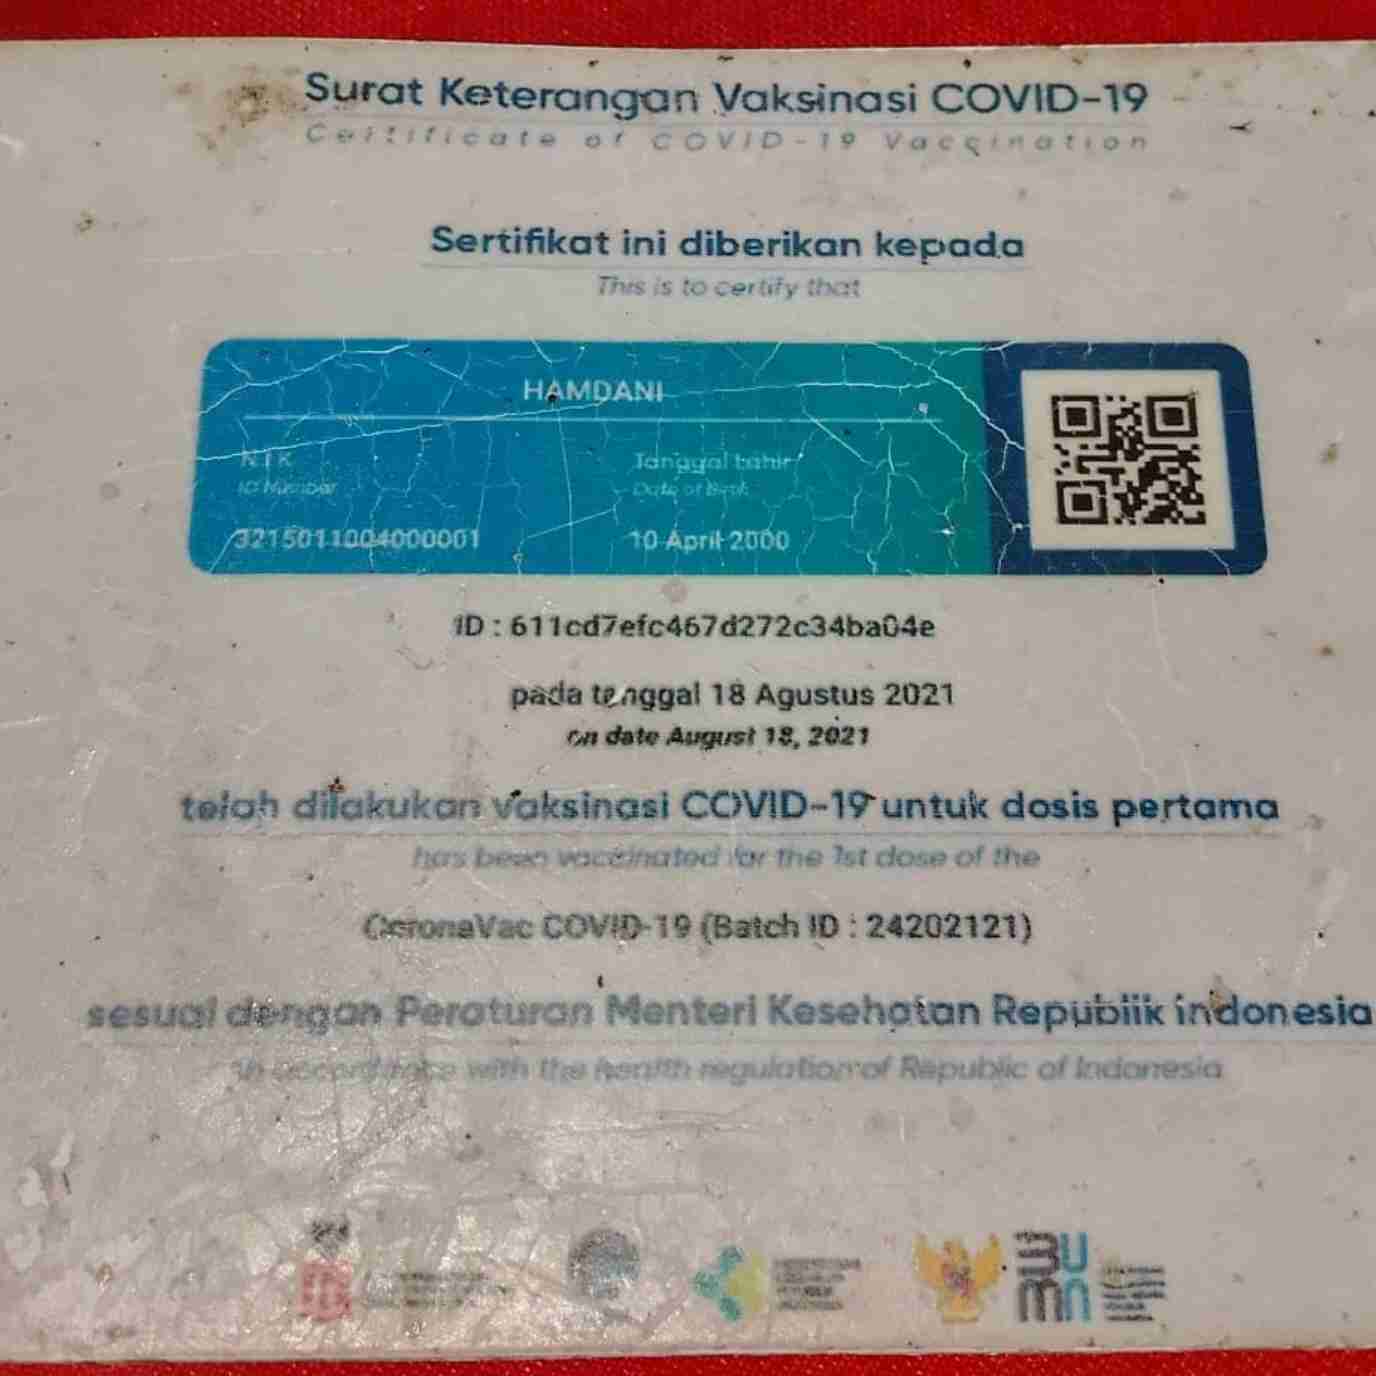 Surat Keterangan Vaksinasi COVID-19
Certificate of COVID-19 Vaccination
Sertifikat ini diberikan kepada
This is to certify that
HAMDANI
NIK
Tanggal Lahir
ID Number
Date of Birth
3215011004000001
10 April 2000
ID : 611cd7efc467d272c34ba04e
pada tanggal 18 Agustus 2021
on date August 18, 2021
telah dilakukan vaksinasi COVID-19 untuk dosis pertama
has been vaccinated for the 1st dose of the
CoronaVac COVID-19 (Batch ID : 24202121)
sesuai dengan Peraturan Menteri Kesehatan Republik Indonesia
in accordance with the health regulation of Republic of Indonesia
BUMN